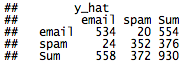 ##        y_hat
##         email spam Sum
##   email   534   20 554
##   spam     24  352 376
##   Sum     558  372 930